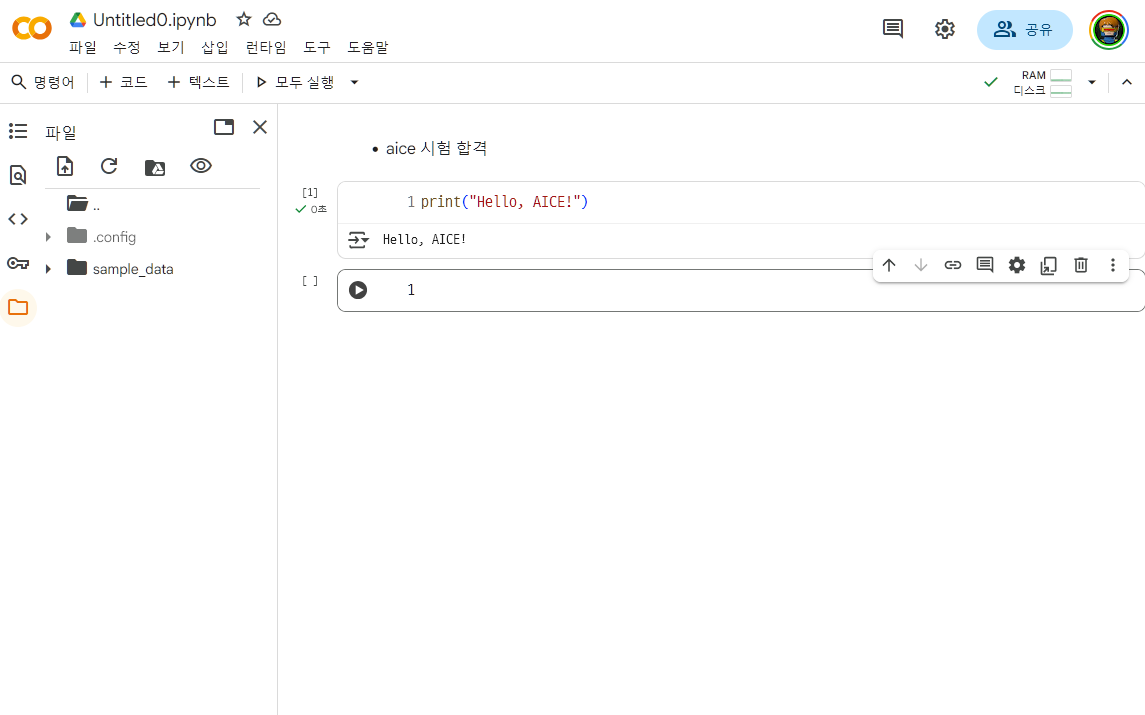 Untitled0.ipynb
파일 수정 보기 삽입 런타임 도구 도움말
공유
명령어 + 코드 + 텍스트 모두 실행
RAM
디스크
파일
..
.config
sample_data
• aice 시험 합격
[1]
0초
1 print("Hello, AICE!")
Hello, AICE!
[ ]
1